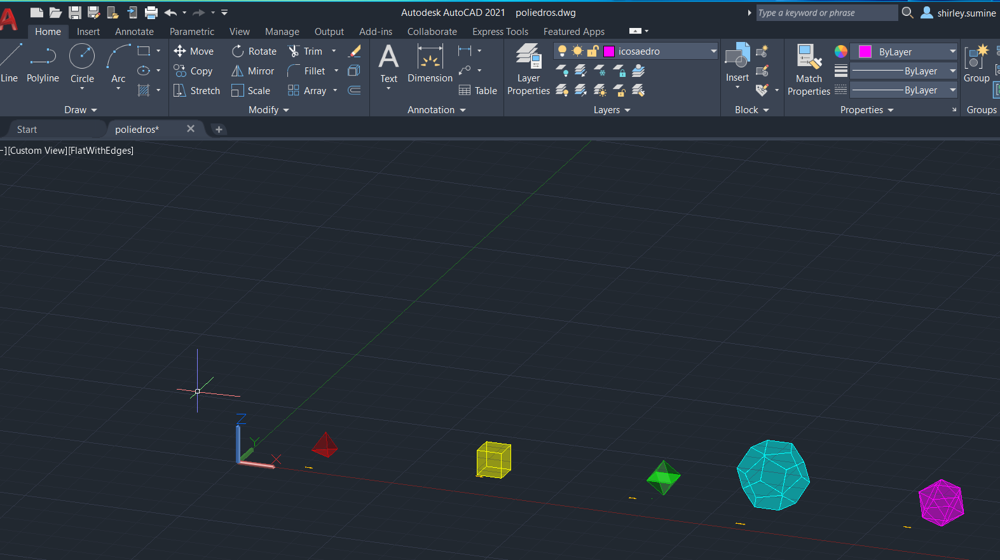 Autodesk AutoCAD 2021 poliedros.dwg Type a keyword or phrase shirley.sumine
Home Insert Annotate Parametric View Manage Output Add-ins Collaborate Express Tools Featured Apps
Move Rotate Trim icosaedro ByLayer
Copy Mirror Fillet ByLayer
Line Polyline Circle Arc Text Dimension Layer Properties Insert Match Properties Group
Stretch Scale Array Table ByLayer
Draw Modify Annotation Layers Block Properties Groups
Start poliedros*
-][Custom View][FlatWithEdges]
Z
Y
X